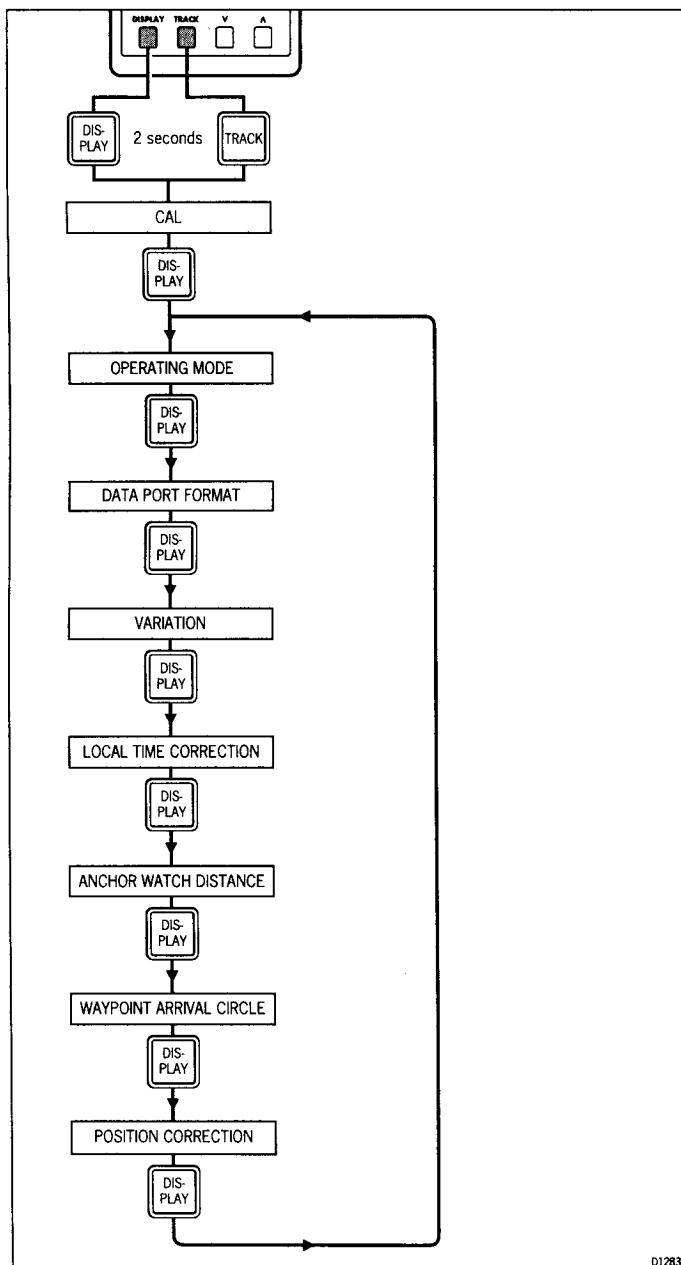 DISPLAY TRACK V Λ
DIS-
PLAY
2 seconds
TRACK
CAL
DIS-
PLAY
OPERATING MODE
DIS-
PLAY
DATA PORT FORMAT
DIS-
PLAY
VARIATION
DIS-
PLAY
LOCAL TIME CORRECTION
DIS-
PLAY
ANCHOR WATCH DISTANCE
DIS-
PLAY
WAYPOINT ARRIVAL CIRCLE
DIS-
PLAY
POSITION CORRECTION
DIS-
PLAY
D1283